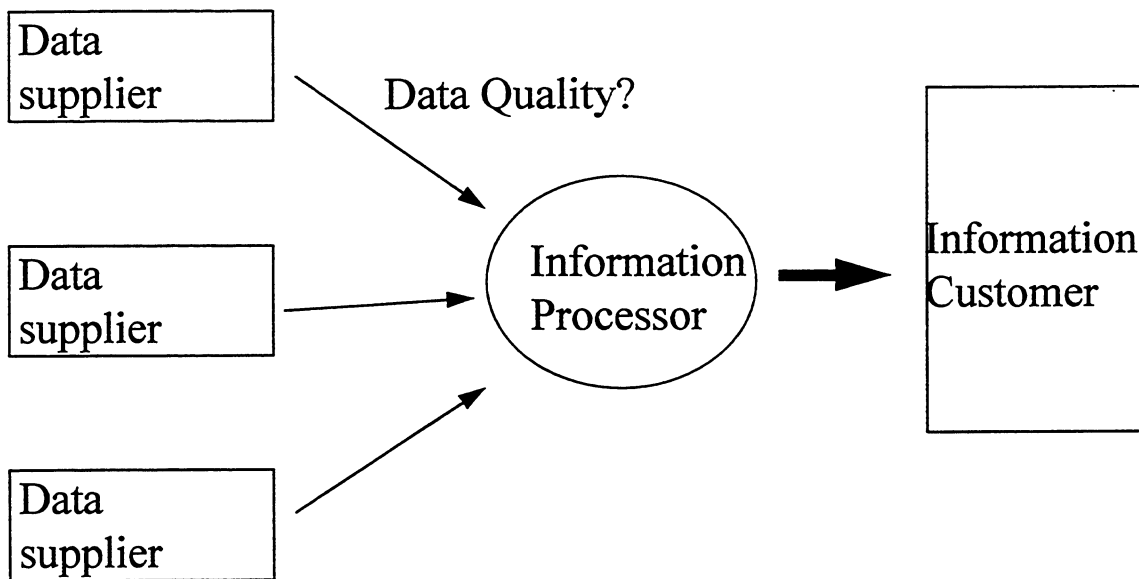 Data
supplier
Data Quality?
Data
supplier
Information
Processor
Information
Customer
Data
supplier